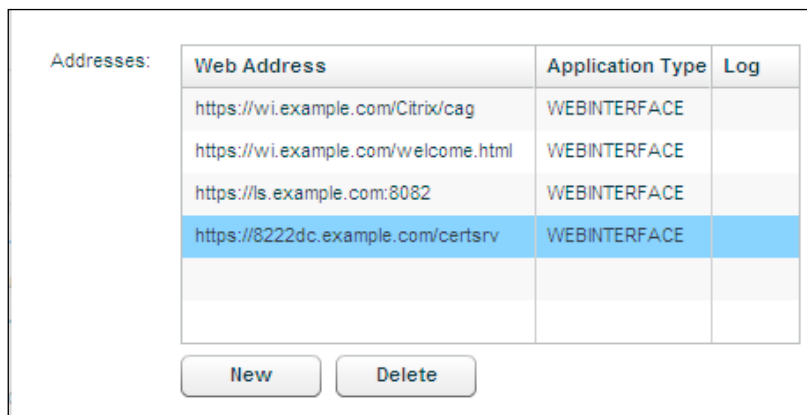 Addresses:
Web Address Application Type Log
https://wi.example.com/Citrix/cag WEBINTERFACE
https://wi.example.com/welcome.html WEBINTERFACE
https://ls.example.com:8082 WEBINTERFACE
https://8222dc.example.com/certsrv WEBINTERFACE
New Delete